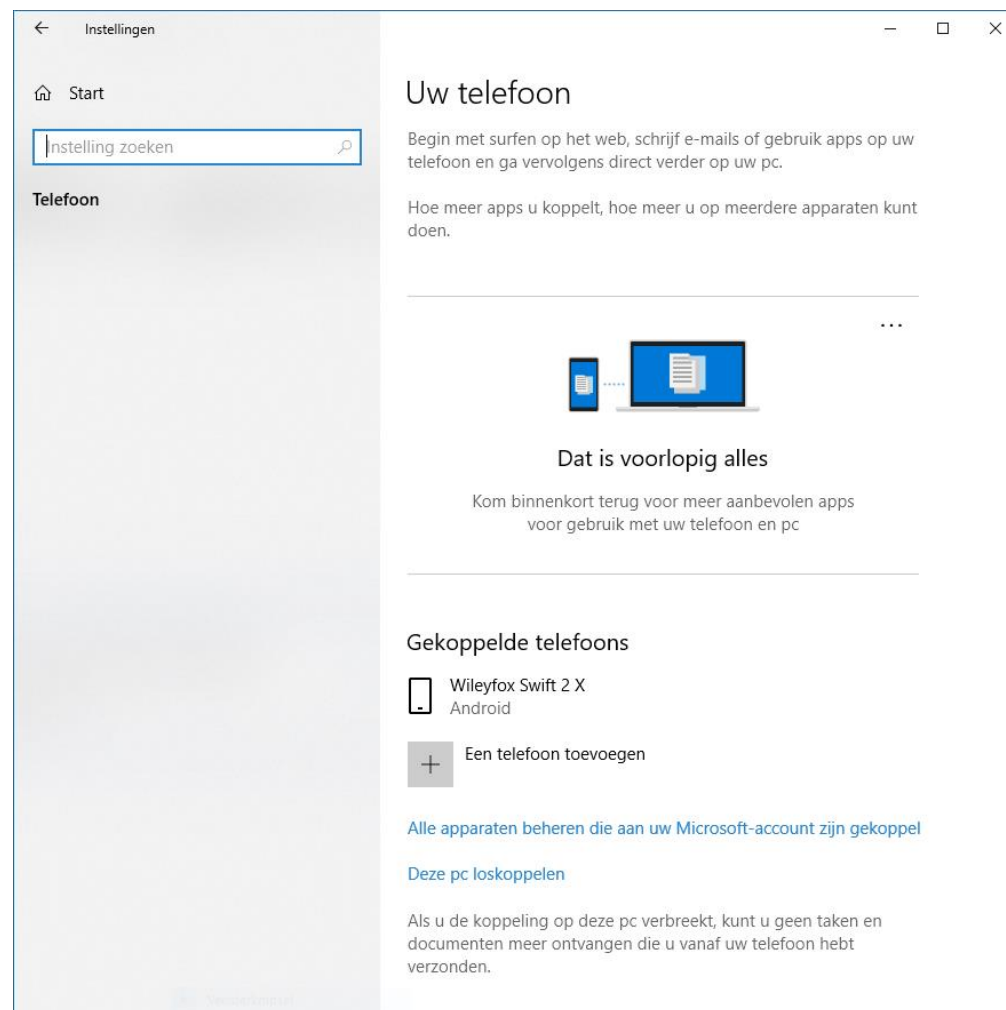 Instellingen
Start
Instelling zoeken
Telefoon
Uw telefoon
Begin met surfen op het web, schrijf e-mails of gebruik apps op uw
telefoon en ga vervolgens direct verder op uw pc.
Hoe meer apps u koppelt, hoe meer u op meerdere apparaten kunt
doen.
Dat is voorlopig alles
Kom binnenkort terug voor meer aanbevolen apps
voor gebruik met uw telefoon en pc
Gekoppelde telefoons
Wileyfox Swift 2 X
Android
Een telefoon toevoegen
Alle apparaten beheren die aan uw Microsoft-account zijn gekoppel
Deze pc loskoppelen
Als u de koppeling op deze pc verbreekt, kunt u geen taken en
documenten meer ontvangen die u vanaf uw telefoon hebt
verzonden.